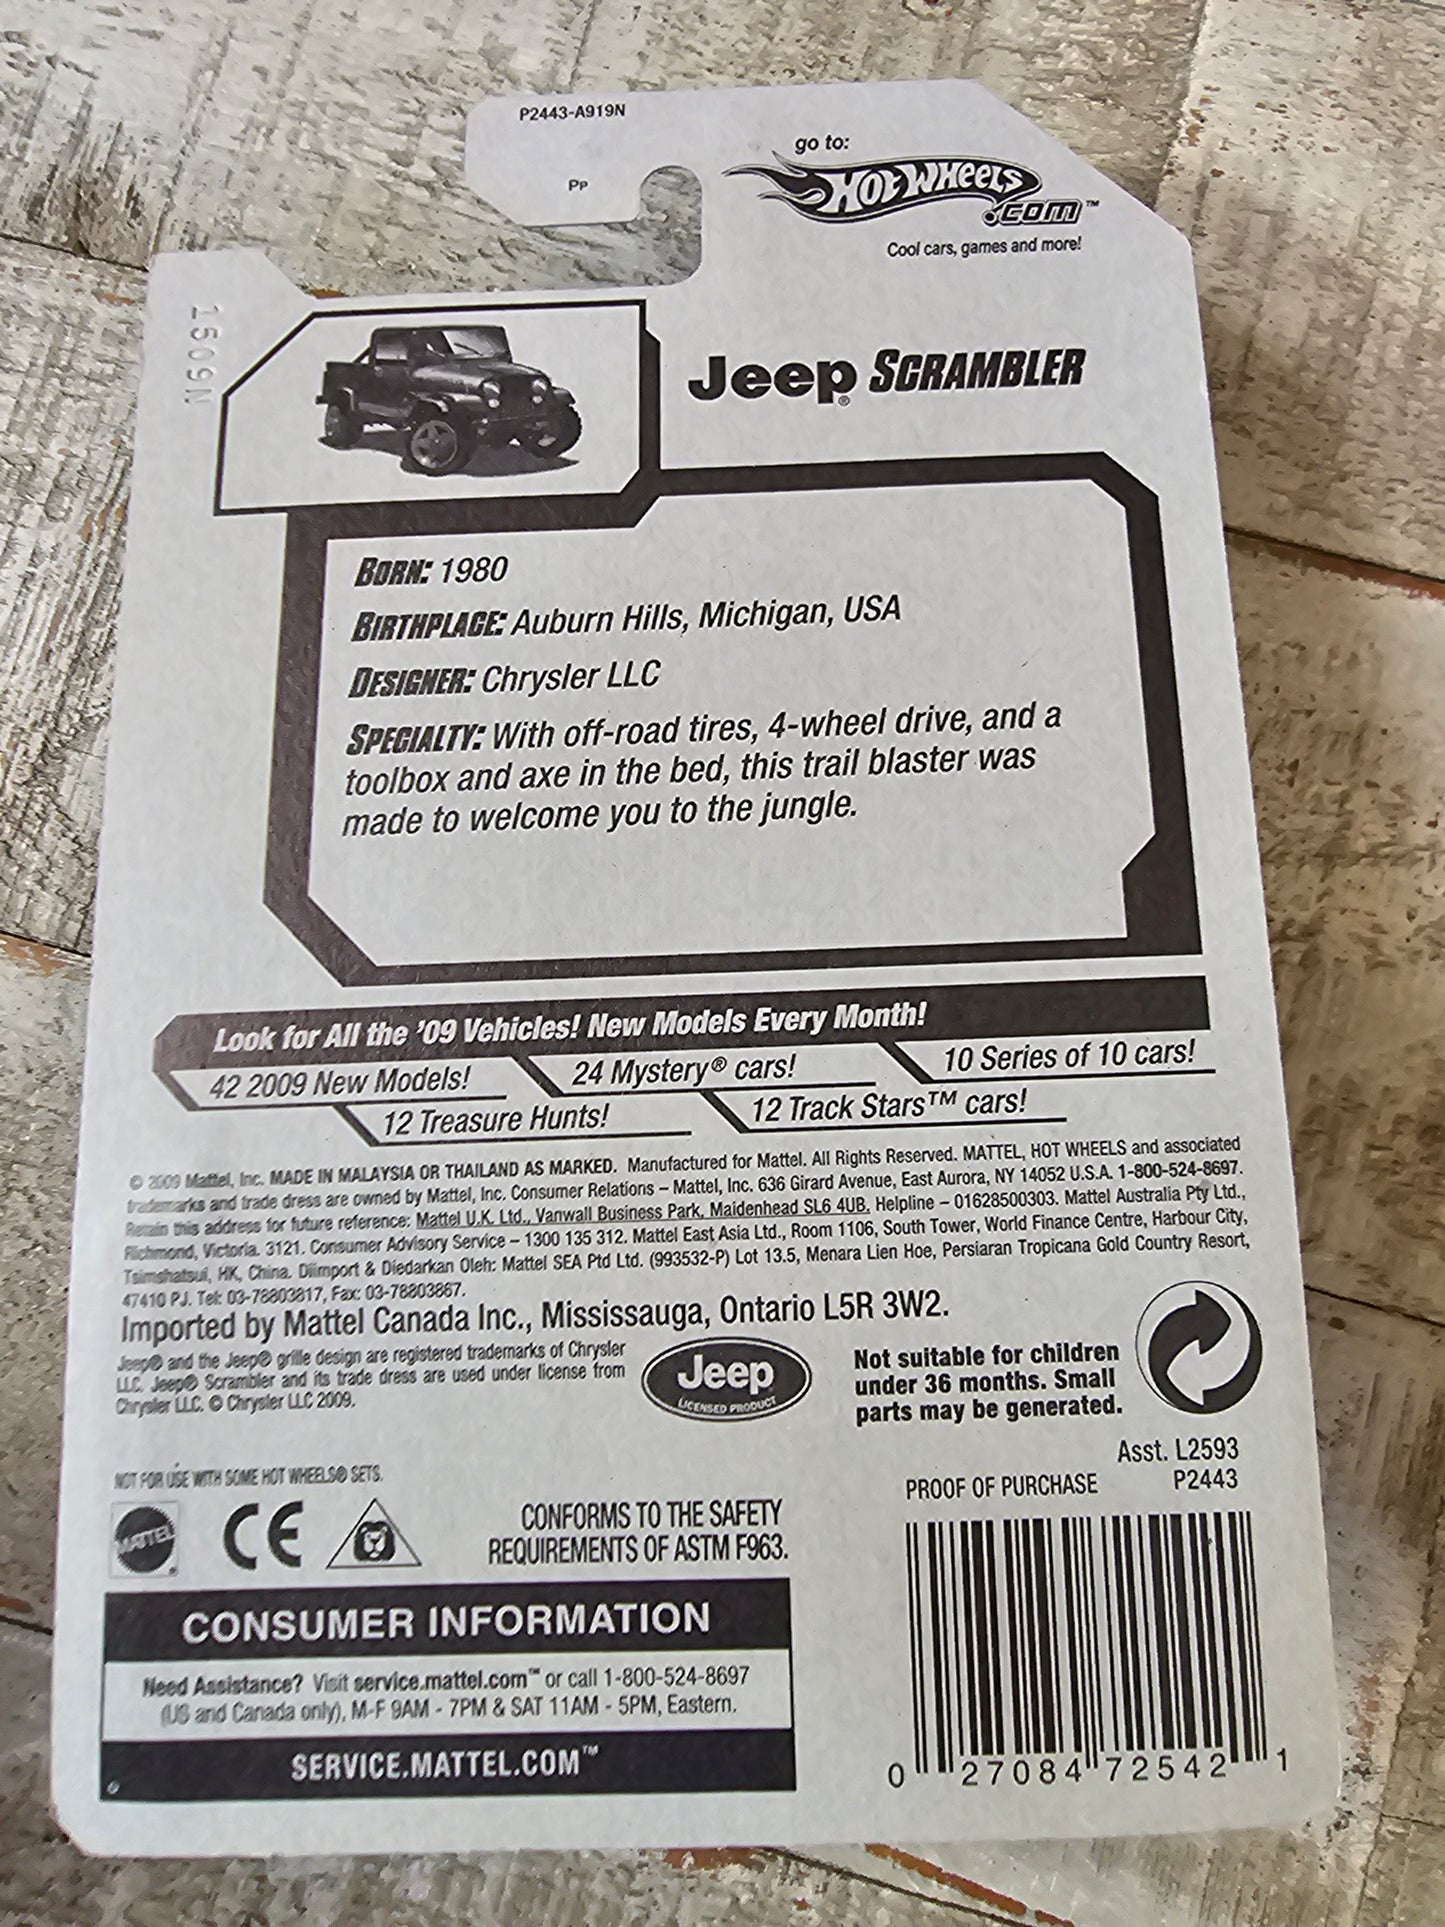 P2443-A919N
go to:
PP
HOT WHeeLS
.COM™
Cool cars, games and more!
1509N
Jeep® SCRAMBLER
BORN: 1980
BIRTHPLACE: Auburn Hills, Michigan, USA
DESIGNER: Chrysler LLC
SPECIALTY: With off-road tires, 4-wheel drive, and a
toolbox and axe in the bed, this trail blaster was
made to welcome you to the jungle.
Look for All the '09 Vehicles! New Models Every Month!
42 2009 New Models!
24 Mystery® cars!
10 Series of 10 cars!
12 Treasure Hunts!
12 Track Stars™ cars!
© 2009 Mattel, Inc. MADE IN MALAYSIA OR THAILAND AS MARKED. Manufactured for Mattel. All Rights Reserved. MATTEL, HOT WHEELS and associated
trademarks and trade dress are owned by Mattel, Inc. Consumer Relations – Mattel, Inc. 636 Girard Avenue, East Aurora, NY 14052 U.S.A. 1-800-524-8697.
Retain this address for future reference: Mattel U.K. Ltd., Vanwall Business Park, Maidenhead SL6 4UB. Helpline – 01628500303. Mattel Australia Pty Ltd.,
Richmond, Victoria. 3121. Consumer Advisory Service – 1300 135 312. Mattel East Asia Ltd., Room 1106, South Tower, World Finance Centre, Harbour City,
Tsimshatsui, HK, China. Diimport & Diedarkan Oleh: Mattel SEA Ptd Ltd. (993532-P) Lot 13.5, Menara Lien Hoe, Persiaran Tropicana Gold Country Resort,
47410 PJ. Tel: 03-78803817, Fax: 03-78803867.
Imported by Mattel Canada Inc., Mississauga, Ontario L5R 3W2.
Jeep® and the Jeep® grille design are registered trademarks of Chrysler
LLC. Jeep® Scrambler and its trade dress are used under license from
Chrysler LLC. © Chrysler LLC 2009.
Jeep
LICENSED PRODUCT
Not suitable for children
under 36 months. Small
parts may be generated.
Asst. L2593
PROOF OF PURCHASE P2443
NOT FOR USE WITH SOME HOT WHEELS® SETS.
MATTEL®
CE
CONFORMS TO THE SAFETY
REQUIREMENTS OF ASTM F963.
CONSUMER INFORMATION
Need Assistance? Visit service.mattel.com™ or call 1-800-524-8697
(US and Canada only), M-F 9AM - 7PM & SAT 11AM - 5PM, Eastern.
SERVICE.MATTEL.COM™
0 27084 72542 1